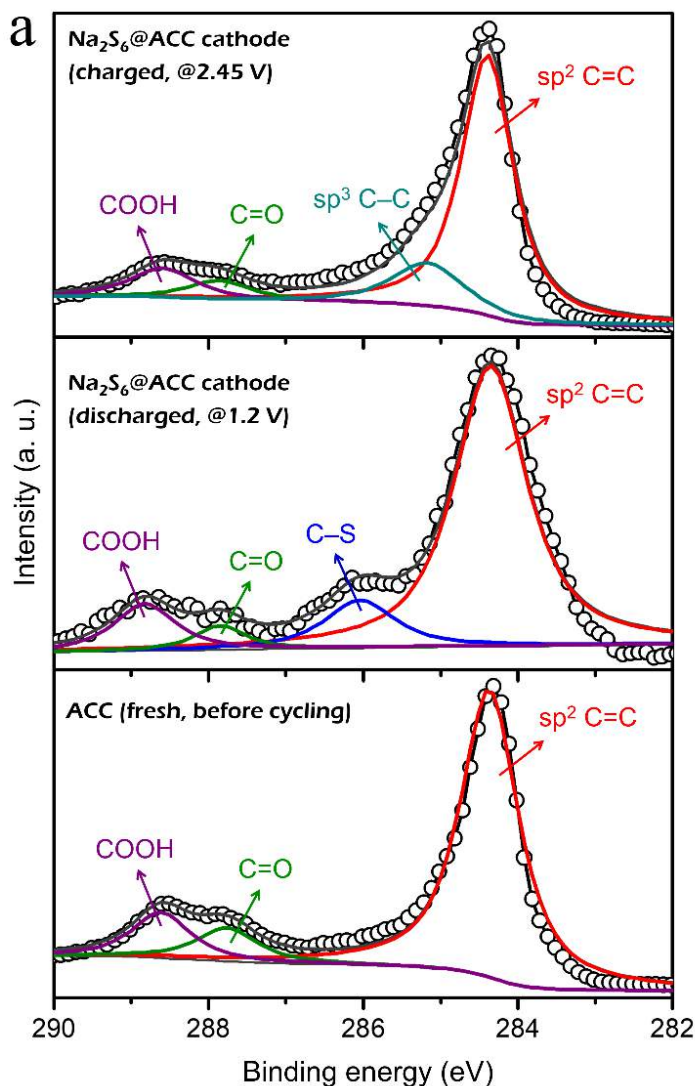 a
Na₂S₆@ACC cathode
(charged, @2.45 V)
sp² C=C
COOH
C=O
sp³ C–C
Na₂S₆@ACC cathode
(discharged, @1.2 V)
sp² C=C
COOH
C=O
C–S
Intensity (a. u.)
ACC (fresh, before cycling)
sp² C=C
COOH
C=O
290 288 286 284 282
Binding energy (eV)